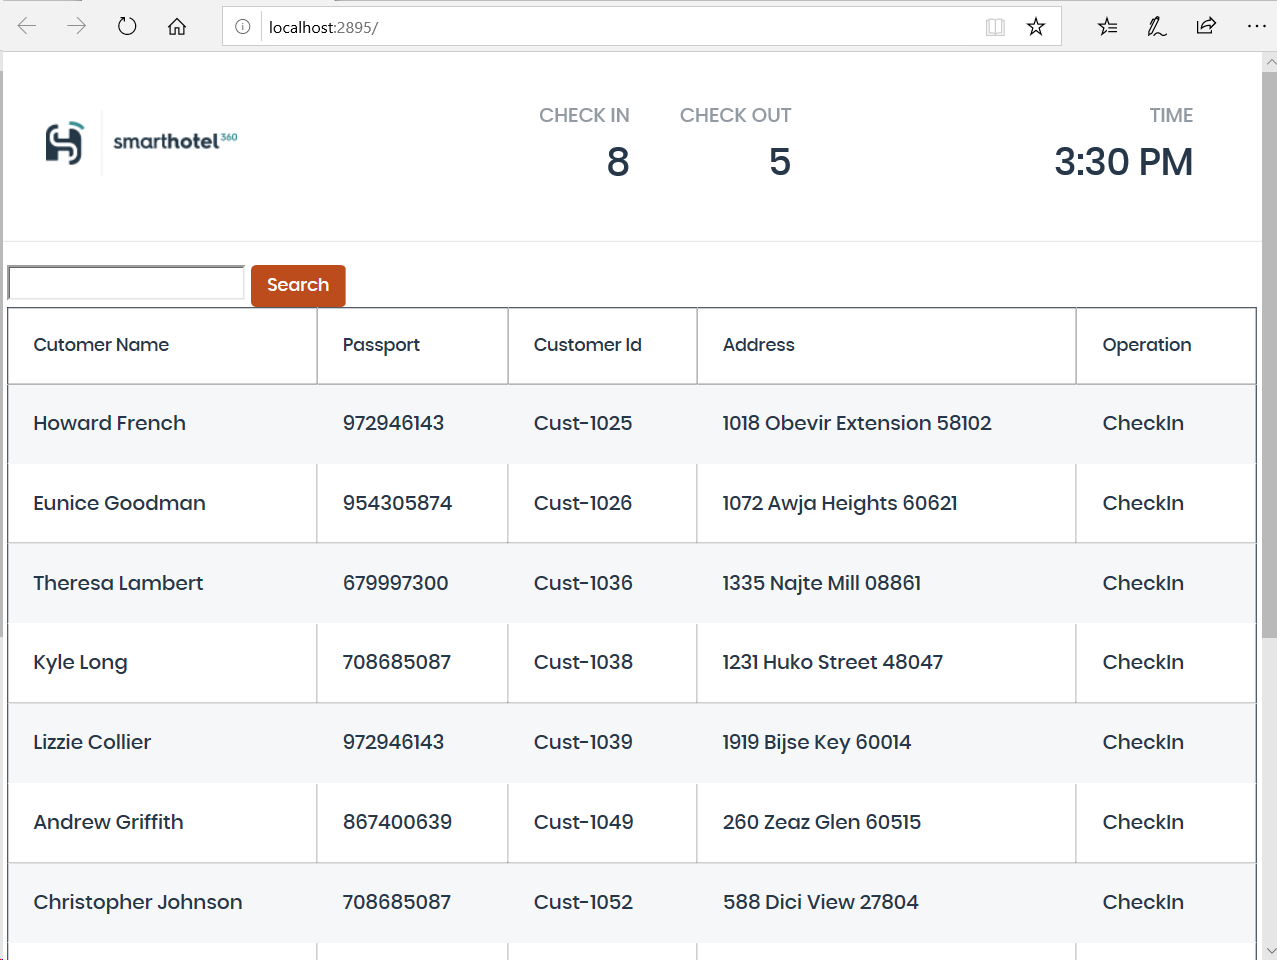 localhost:2895/
smarthotel360
CHECK IN CHECK OUT TIME
8 5 3:30 PM
Search
Cutomer Name Passport Customer Id Address Operation
Howard French 972946143 Cust-1025 1018 Obevir Extension 58102 CheckIn
Eunice Goodman 954305874 Cust-1026 1072 Awja Heights 60621 CheckIn
Theresa Lambert 679997300 Cust-1036 1335 Najte Mill 08861 CheckIn
Kyle Long 708685087 Cust-1038 1231 Huko Street 48047 CheckIn
Lizzie Collier 972946143 Cust-1039 1919 Bijse Key 60014 CheckIn
Andrew Griffith 867400639 Cust-1049 260 Zeaz Glen 60515 CheckIn
Christopher Johnson 708685087 Cust-1052 588 Dici View 27804 CheckIn